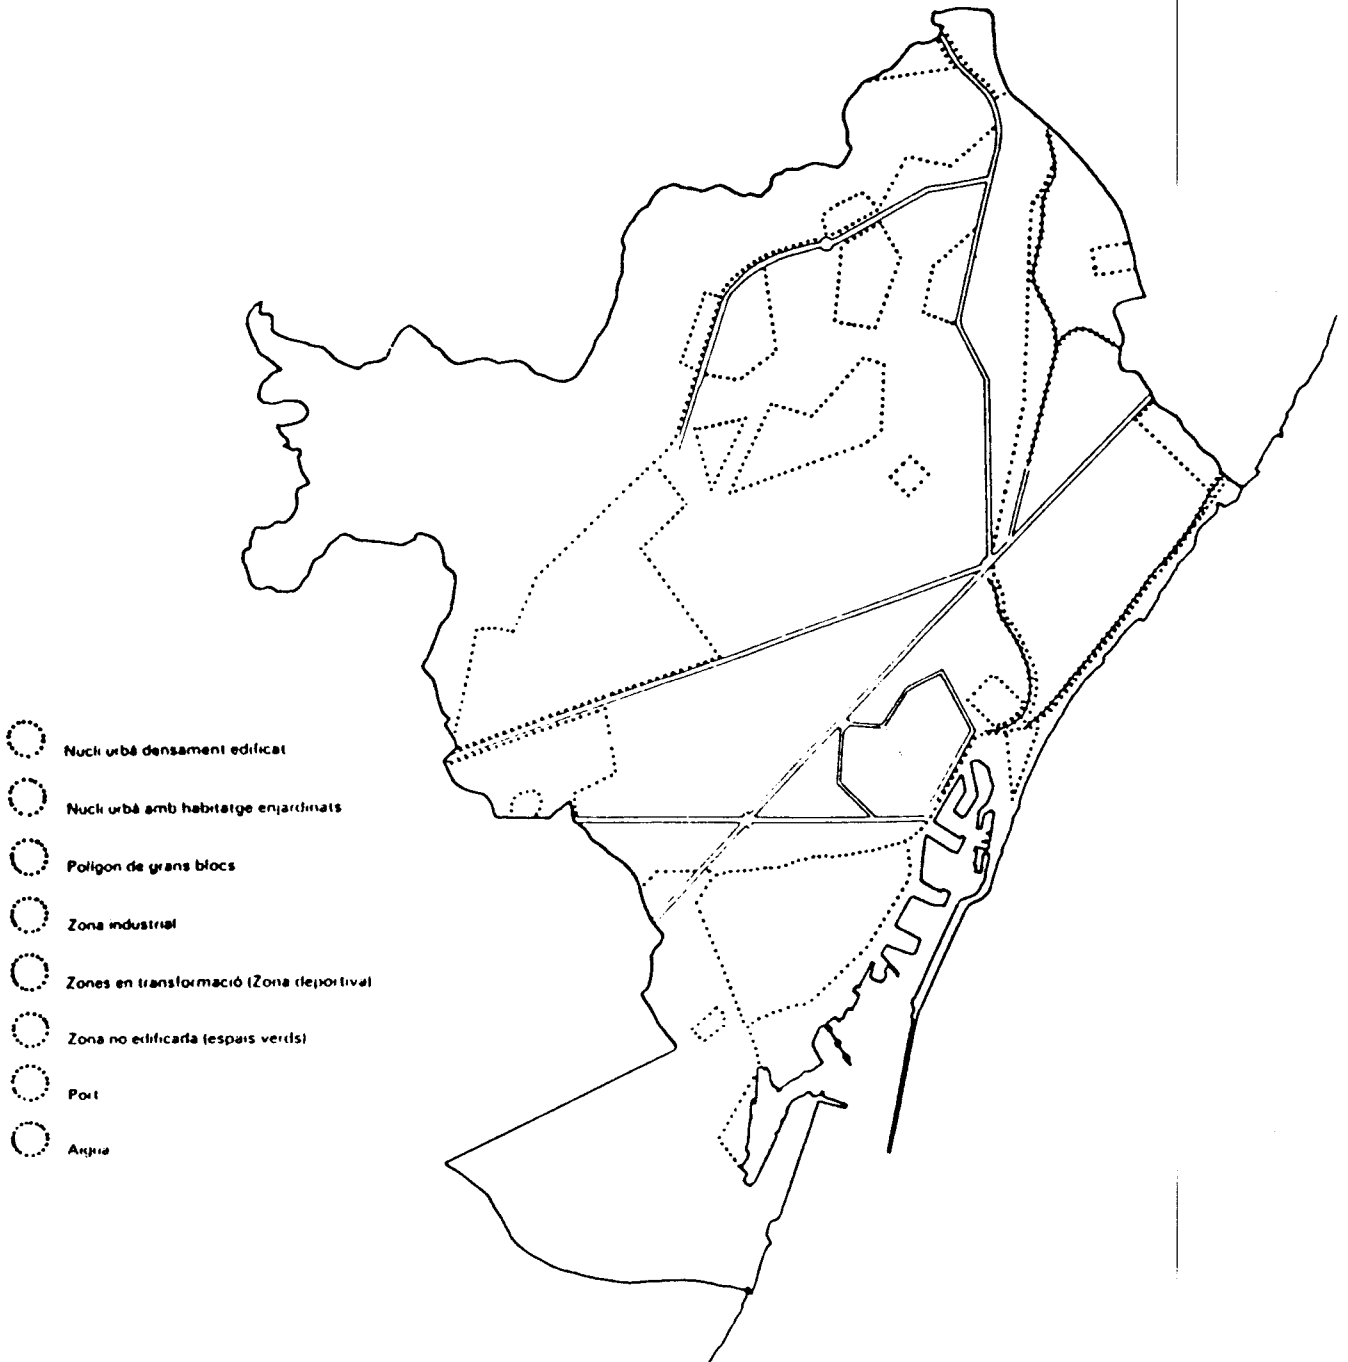 Nucli urbà densament edificat
Nucli urbà amb habitatge enjardinats
Polígon de grans blocs
Zona industrial
Zones en transformació (Zona deportiva)
Zona no edificada (espais verds)
Port
Aigua